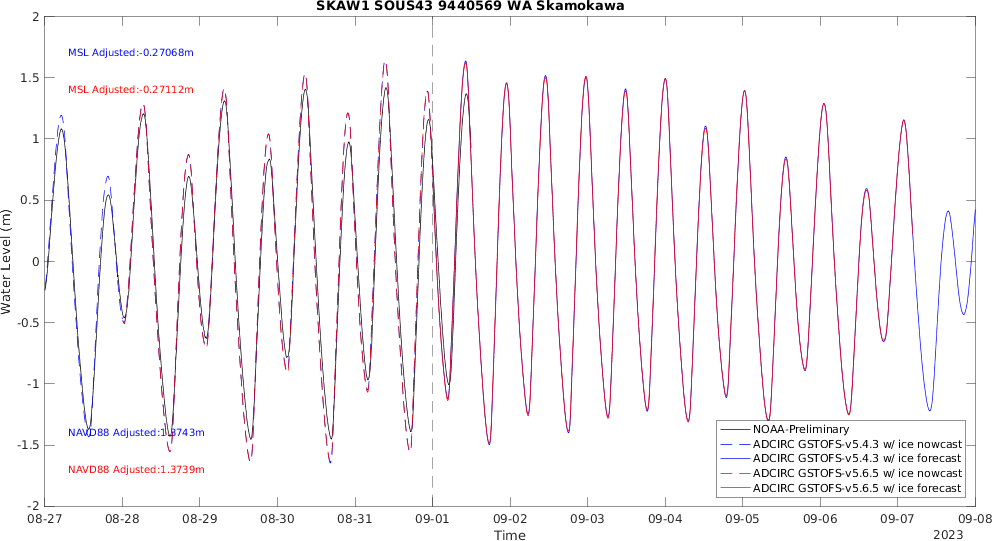 SKAW1 SOUS43 9440569 WA Skamokawa
2
1.5
1
0.5
0
-0.5
-1
-1.5
-2
Water Level (m)
MSL Adjusted:-0.27068m
MSL Adjusted:-0.27112m
NAVD88 Adjusted:1.3743m
NAVD88 Adjusted:1.3739m
NOAA-Preliminary
ADCIRC GSTOFS-v5.4.3 w/ ice nowcast
ADCIRC GSTOFS-v5.4.3 w/ ice forecast
ADCIRC GSTOFS-v5.6.5 w/ ice nowcast
ADCIRC GSTOFS-v5.6.5 w/ ice forecast
08-27 08-28 08-29 08-30 08-31 09-01 09-02 09-03 09-04 09-05 09-06 09-07 09-08
Time
2023